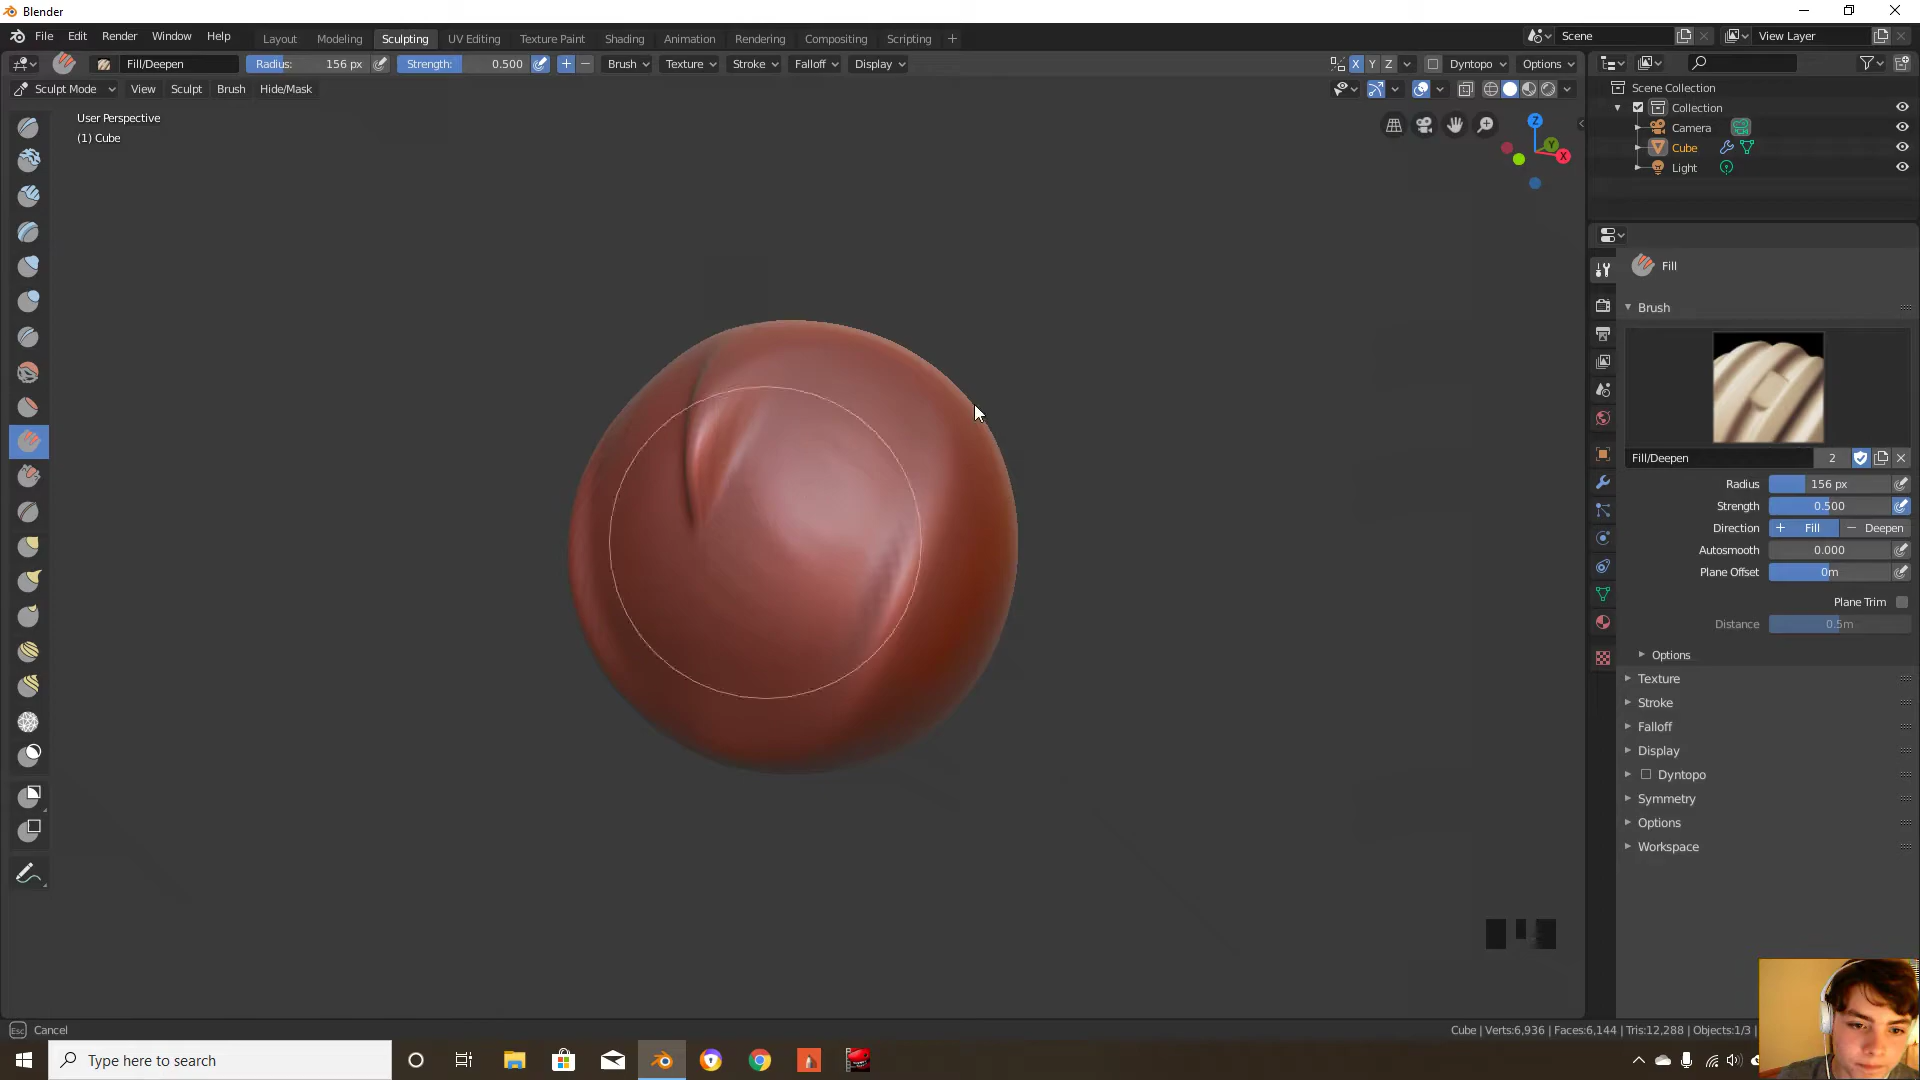 Blender
File Edit Render Window Help Layout Modeling Sculpting UV Editing Texture Paint Shading Animation Rendering Compositing Scripting + Scene View Layer
Fill/Deepen Radius: 156 px Strength: 0.500 + − Brush Texture Stroke Falloff Display X Y Z Dyntopo Options
Sculpt Mode View Sculpt Brush Hide/Mask
User Perspective
(1) Cube
Z
Y
X
Scene Collection
Collection
Camera
Cube
Light
Fill
Brush
Fill/Deepen 2
Radius 156 px
Strength 0.500
Direction + Fill − Deepen
Autosmooth 0.000
Plane Offset 0m
Plane Trim
Distance 0.5m
Options
Texture
Stroke
Falloff
Display
Dyntopo
Symmetry
Options
Workspace
Esc Cancel
Cube | Verts:6,936 | Faces:6,144 | Tris:12,288 | Objects:1/3 |
Type here to search